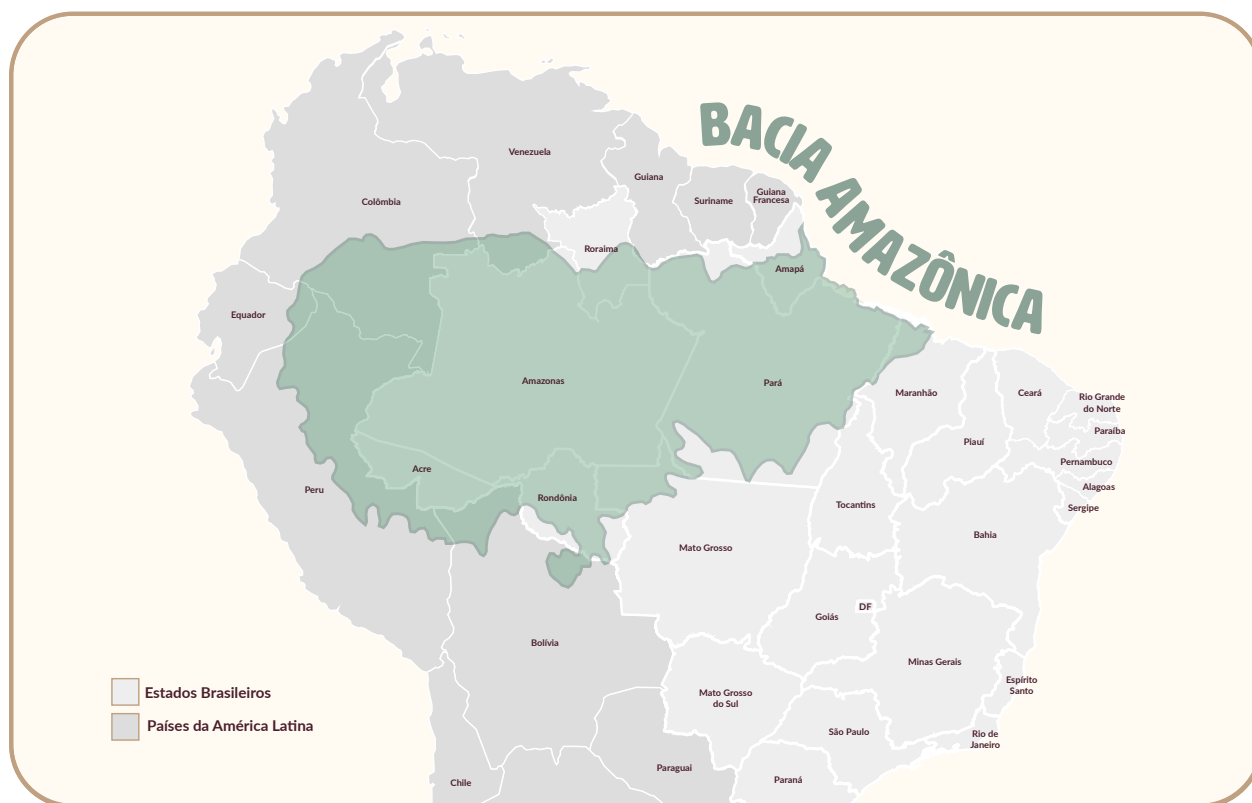 BACIA AMAZÔNICA
Venezuela
Guiana
Suriname
Guiana
Francesa
Colômbia
Roraima
Amapá
Equador
Amazonas
Pará
Maranhão
Ceará
Rio Grande
do Norte
Paraíba
Piauí
Pernambuco
Acre
Peru
Rondônia
Alagoas
Tocantins
Sergipe
Mato Grosso
Bahia
DF
Goiás
Bolívia
Minas Gerais
Espírito
Santo
Mato Grosso
do Sul
São Paulo
Rio de
Janeiro
Paraguai
Paraná
Chile
Estados Brasileiros
Países da América Latina